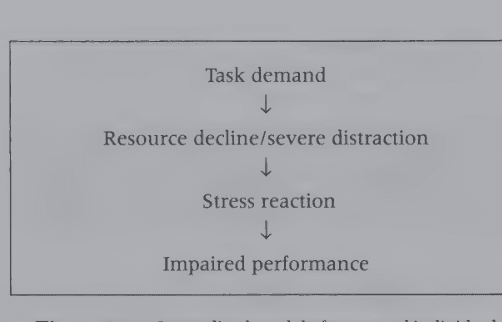 Task demand
↓
Resource decline/severe distraction
↓
Stress reaction
↓
Impaired performance